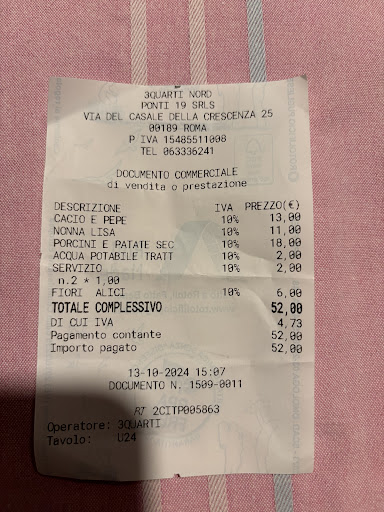 3QUARTI NORD
PONTI 19 SRLS
VIA DEL CASALE DELLA CRESCENZA 25
00189 ROMA
P IVA 15485511008
TEL 063336241
DOCUMENTO COMMERCIALE
di vendita o prestazione
DESCRIZIONE IVA PREZZO(€)
CACIO E PEPE 10% 13,00
NONNA LISA 10% 11,00
PORCINI E PATATE SEC 10% 18,00
ACQUA POTABILE TRATT 10% 2,00
SERVIZIO 10% 2,00
n.2 * 1,00
FIORI ALICI 10% 6,00
TOTALE COMPLESSIVO 52,00
DI CUI IVA 4,73
Pagamento contante 52,00
Importo pagato 52,00
13-10-2024 15:07
DOCUMENTO N. 1509-0011
RT 2CITP005863
Operatore: 3QUARTI
Tavolo: U24